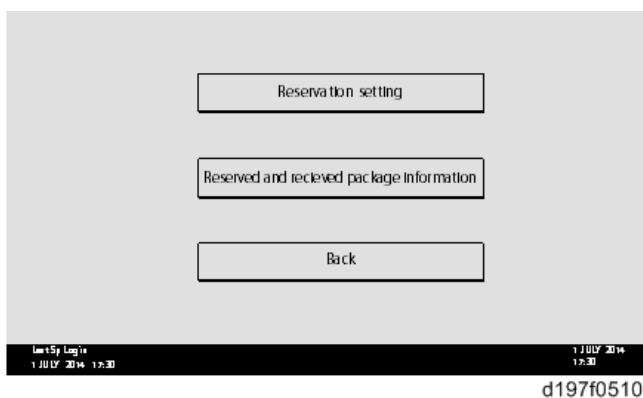 Reservation setting
Reserved and recieved package information
Back
Last Sp Login
1 JULY 2014
1 JULY 2014 17:30
17:30
d197f0510